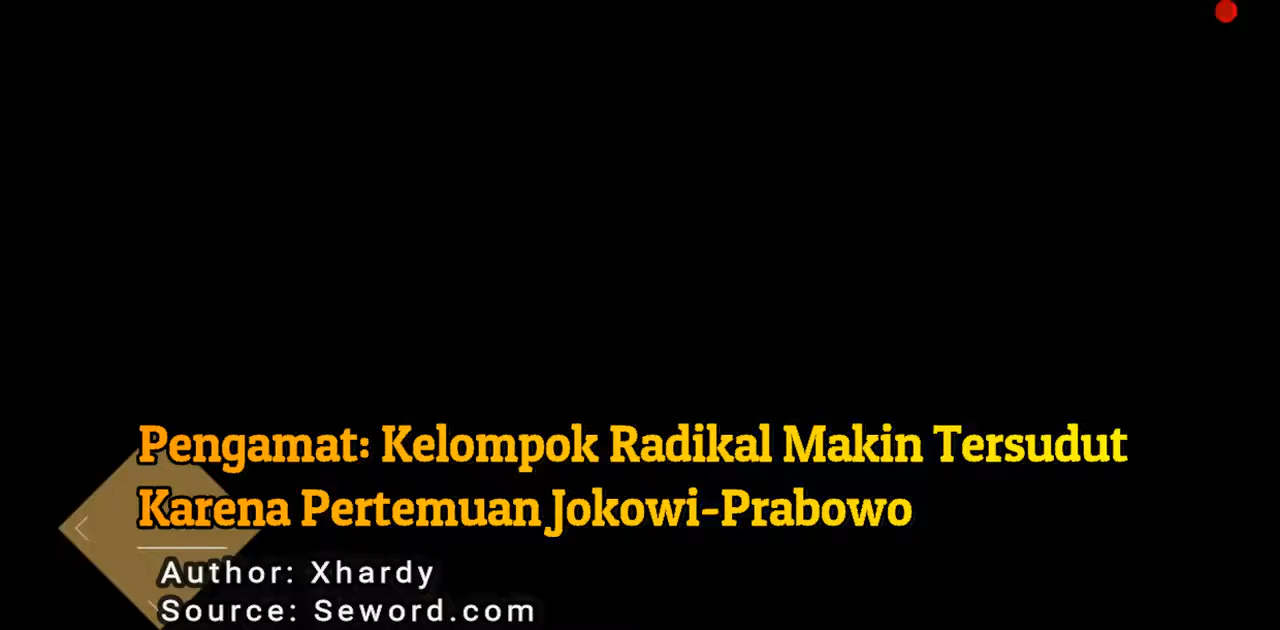 Pengamat: Kelompok Radikal Makin Tersudut
Karena Pertemuan Jokowi-Prabowo
Author: Xhardy
Source: Seword.com